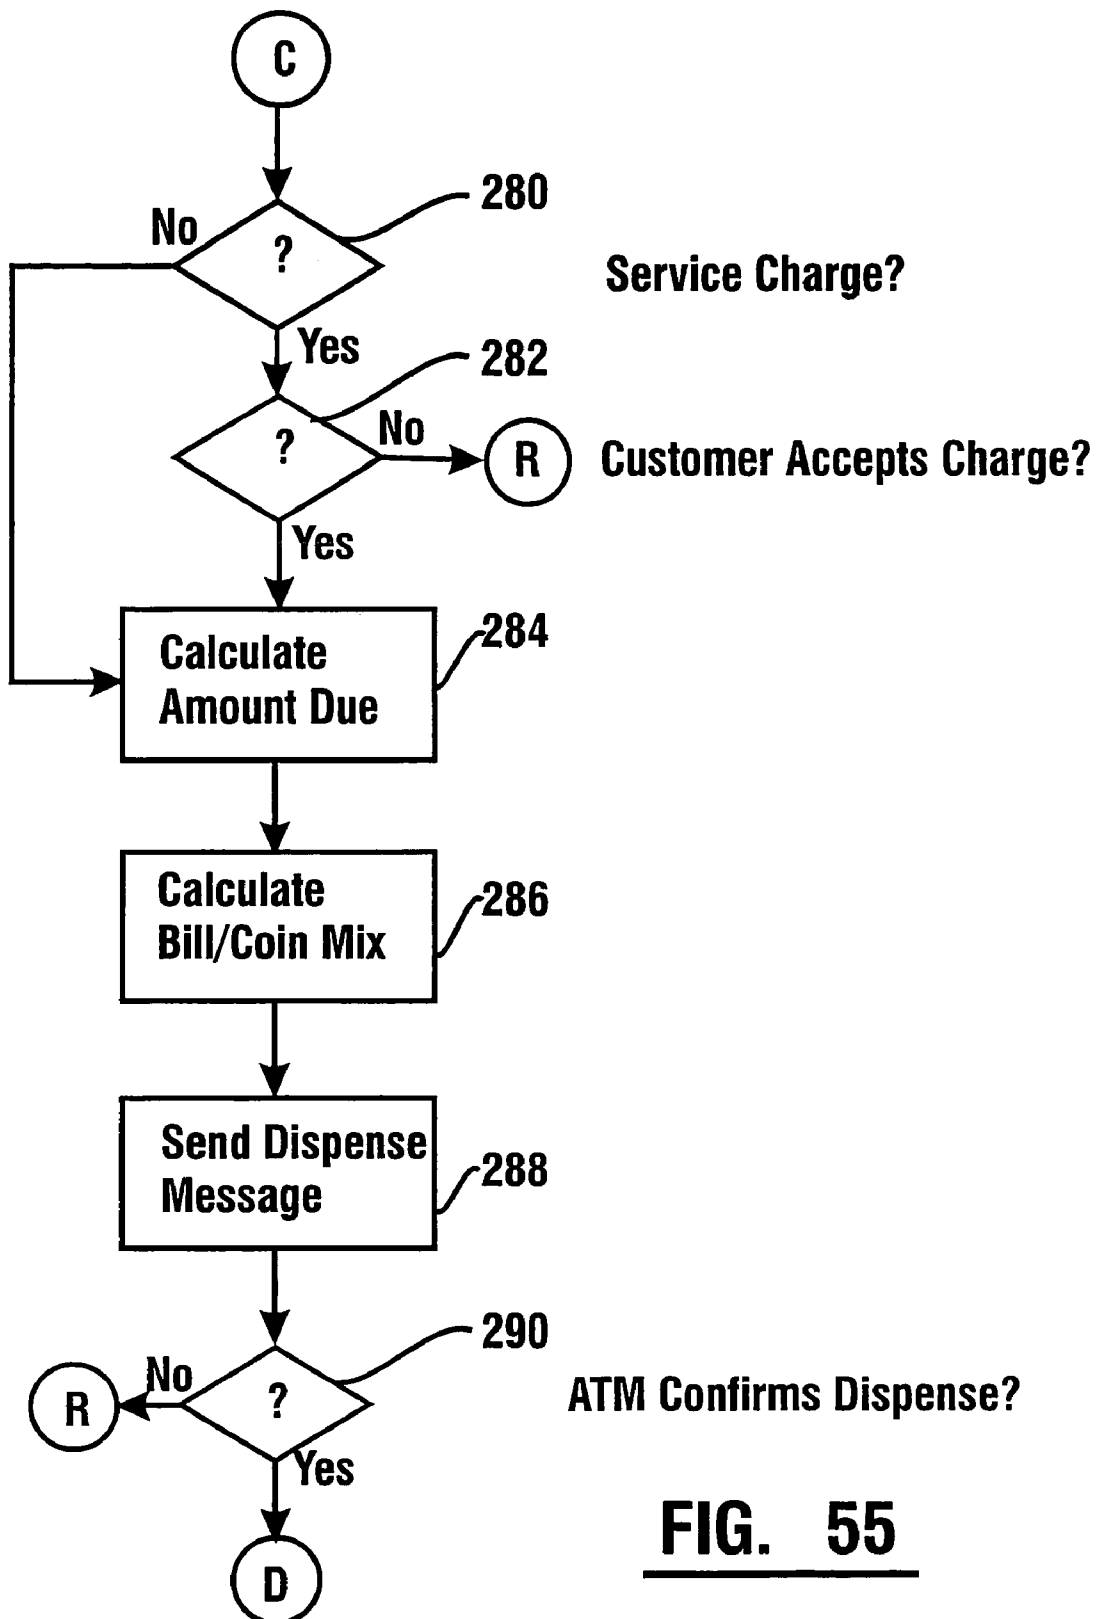 C
280
No
?
Service Charge?
Yes
282
No
?
R
Customer Accepts Charge?
Yes
284
Calculate
Amount Due
Calculate
Bill/Coin Mix
286
Send Dispense
Message
288
290
No
R
?
ATM Confirms Dispense?
Yes
FIG. 55
D